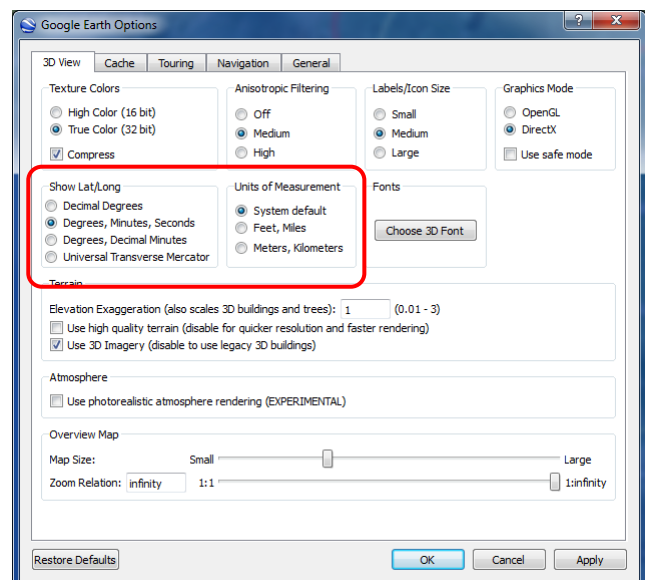 Google Earth Options
3D View Cache Touring Navigation General
Texture Colors
High Color (16 bit)
True Color (32 bit)
Compress
Anisotropic Filtering
Off
Medium
High
Labels/Icon Size
Small
Medium
Large
Graphics Mode
OpenGL
DirectX
Use safe mode
Show Lat/Long
Decimal Degrees
Degrees, Minutes, Seconds
Degrees, Decimal Minutes
Universal Transverse Mercator
Units of Measurement
System default
Feet, Miles
Meters, Kilometers
Fonts
Choose 3D Font
Terrain
Elevation Exaggeration (also scales 3D buildings and trees): 1 (0.01 - 3)
Use high quality terrain (disable for quicker resolution and faster rendering)
Use 3D Imagery (disable to use legacy 3D buildings)
Atmosphere
Use photorealistic atmosphere rendering (EXPERIMENTAL)
Overview Map
Map Size: Small Large
Zoom Relation: infinity 1:1 1:infinity
Restore Defaults OK Cancel Apply